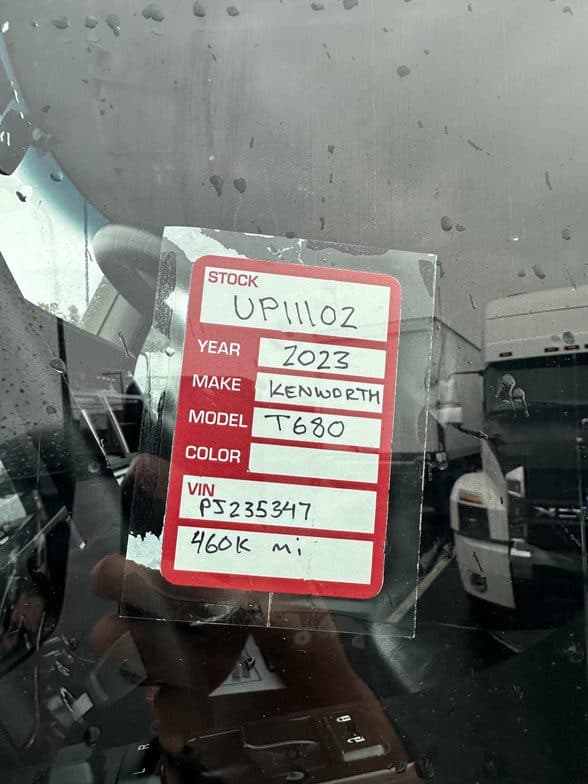 STOCK
UP11102
YEAR 2023
MAKE KENWORTH
MODEL T680
COLOR
VIN
PJ235347
460K mi
L R